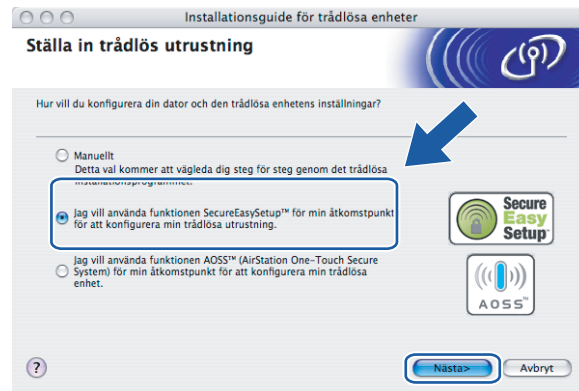 Installationsguide för trådlösa enheter
Ställa in trådlös utrustning
Hur vill du konfigurera din dator och den trådlösa enhetens inställningar?
Manuellt
Detta val kommer att vägleda dig steg för steg genom det trådlösa
installationsprogrammet.
Jag vill använda funktionen SecureEasySetup™ för min åtkomstpunkt
för att konfigurera min trådlösa utrustning.
Jag vill använda funktionen AOSS™ (AirStation One-Touch Secure
System) för min åtkomstpunkt för att konfigurera min trådlösa
enhet.
Secure
Easy
Setup™
AOSS™
?
Nästa>
Avbryt